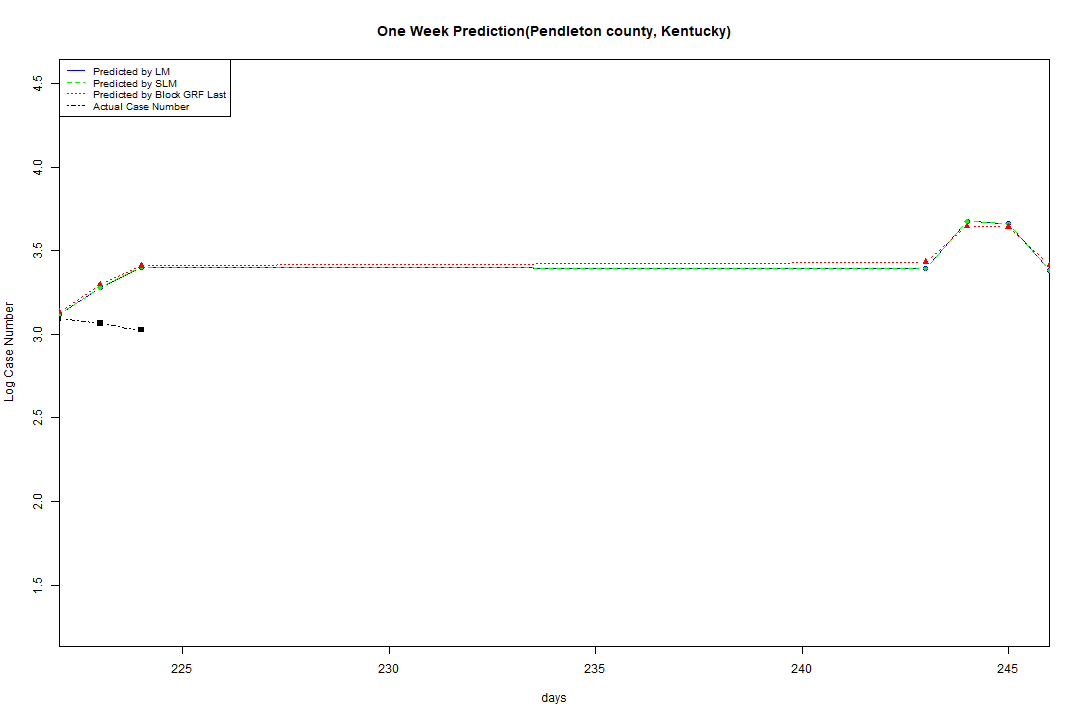 One Week Prediction(Pendleton county, Kentucky)
Predicted by LM
Predicted by SLM
Predicted by Block GRF Last
Actual Case Number
4.5
4.0
3.5
3.0
2.5
2.0
1.5
Log Case Number
225
230
235
240
245
days